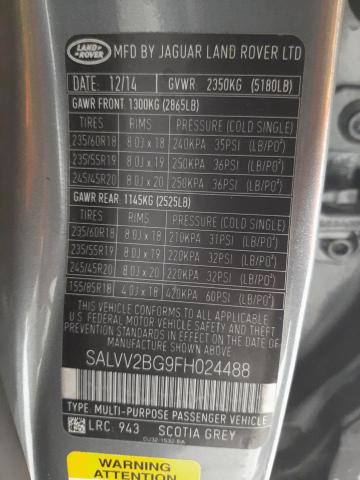 LAND ROVER MFD BY JAGUAR LAND ROVER LTD
DATE: 12/14 GVWR. 2350KG (5180LB)
GAWR FRONT 1300KG (2865LB)
TIRES RIMS PRESSURE (COLD SINGLE)
235/60R18 8.0J × 18 240KPA 35PSI (LB/PO²)
235/55R19 8.0J × 19 250KPA 36PSI (LB/PO²)
245/45R20 8.0J × 20 250KPA 36PSI (LB/PO²)
GAWR REAR 1145KG (2525LB)
TIRES RIMS PRESSURE (COLD SINGLE)
235/60R18 8.0J × 18 210KPA 31PSI (LB/PO²)
235/55R19 8.0J × 19 220KPA 32PSI (LB/PO²)
245/45R20 8.0J × 20 220KPA 32PSI (LB/PO²)
155/85R18 4.0J × 18 420KPA 60PSI (LB/PO²)
THIS VEHICLE CONFORMS TO ALL APPLICABLE
FEDERAL MOTOR VEHICLE SAFETY, BUMPER
AND THEFT PREVENTION STANDARDS IN EFFECT
ON THE DATE OF MANUFACTURE SHOWN ABOVE
SALVV2BG9FH024488
TYPE: MULTI-PURPOSE PASSENGER VEHICLE
LRC: 943 SCOTIA GREY
WARNING
ATTENTION